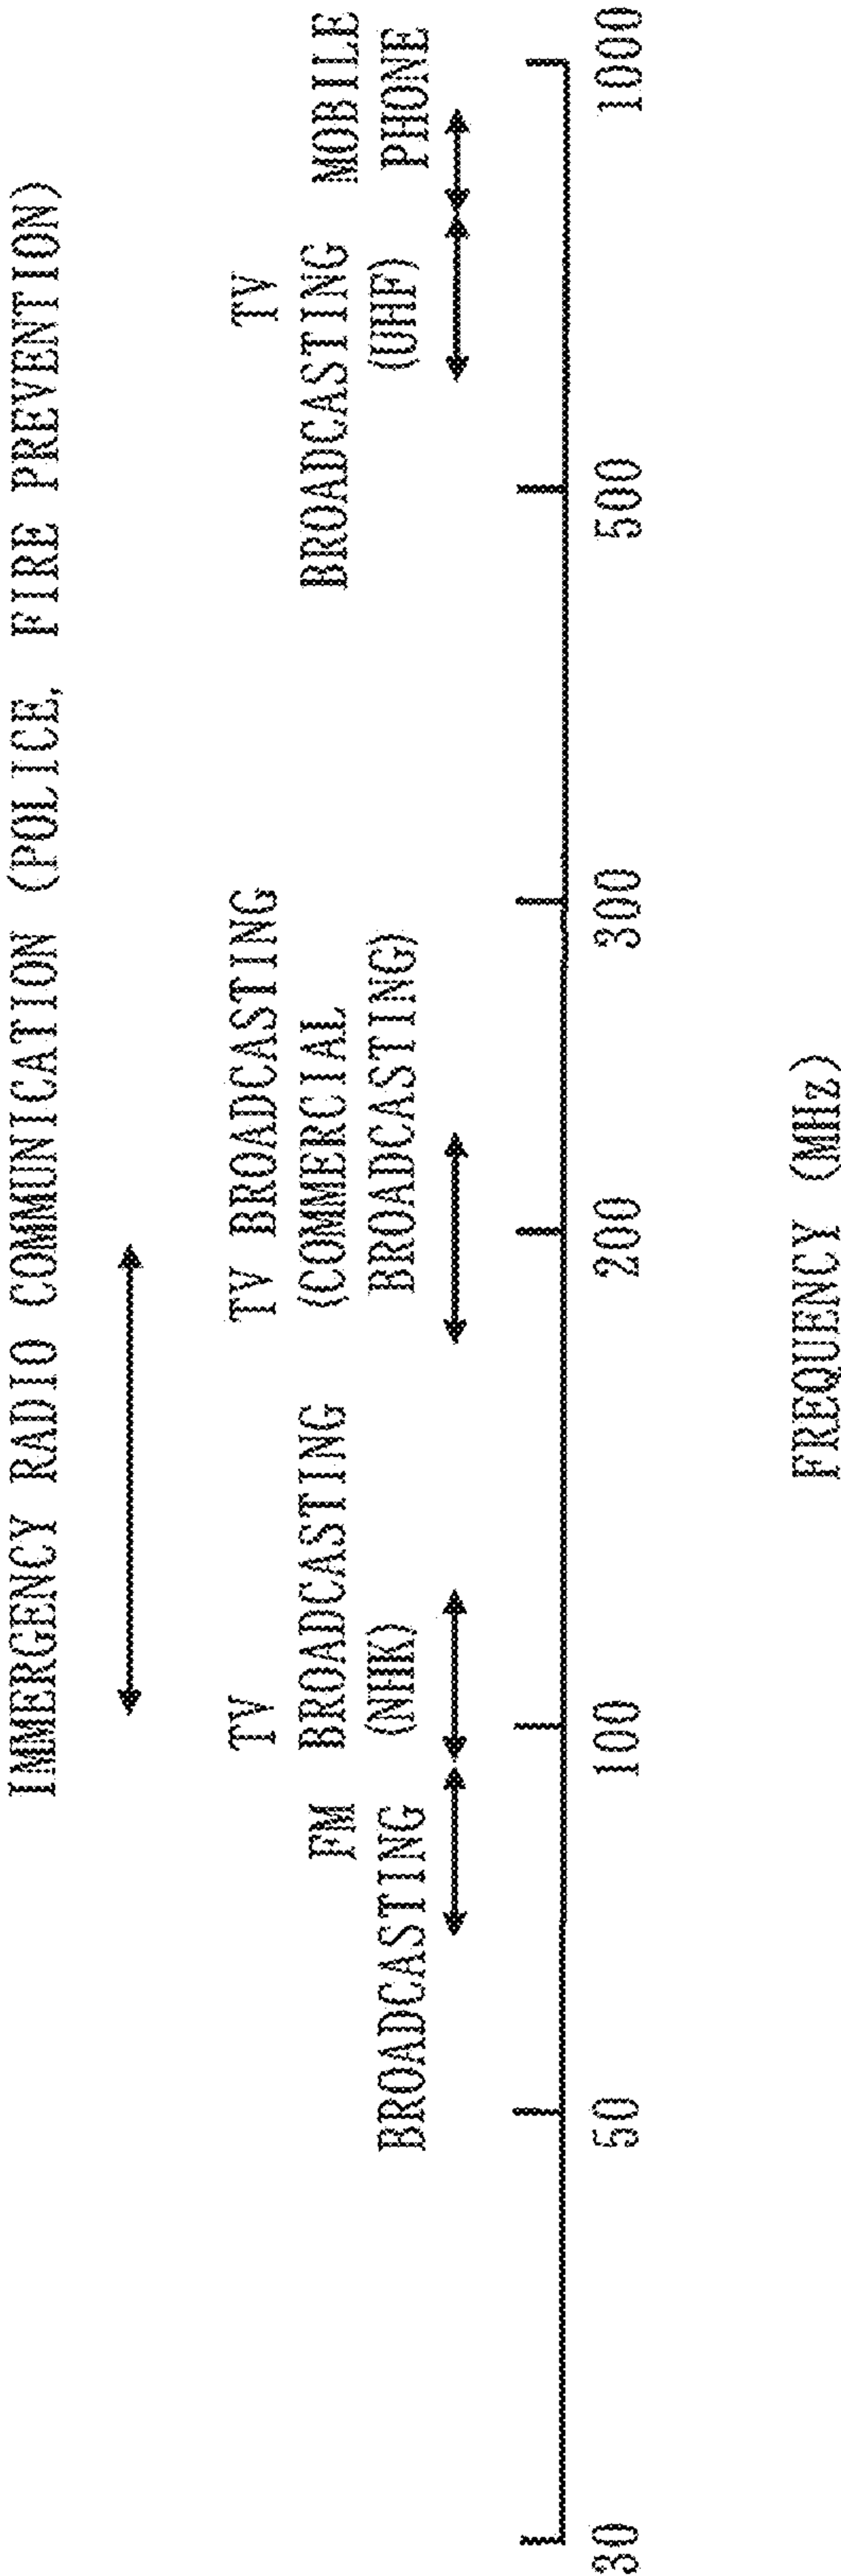 IMMERGENCY RADIO COMMUNICATION (POLICE, FIRE PREVENTION)
TV
BROADCASTING
(NHK)
TV BROADCASTING
(COMMERCIAL
BROADCASTING)
TV
BROADCASTING
(UHF)
FM
BROADCASTING
MOBILE
PHONE
30
50
100
200
300
500
1000
FREQUENCY (MHz)